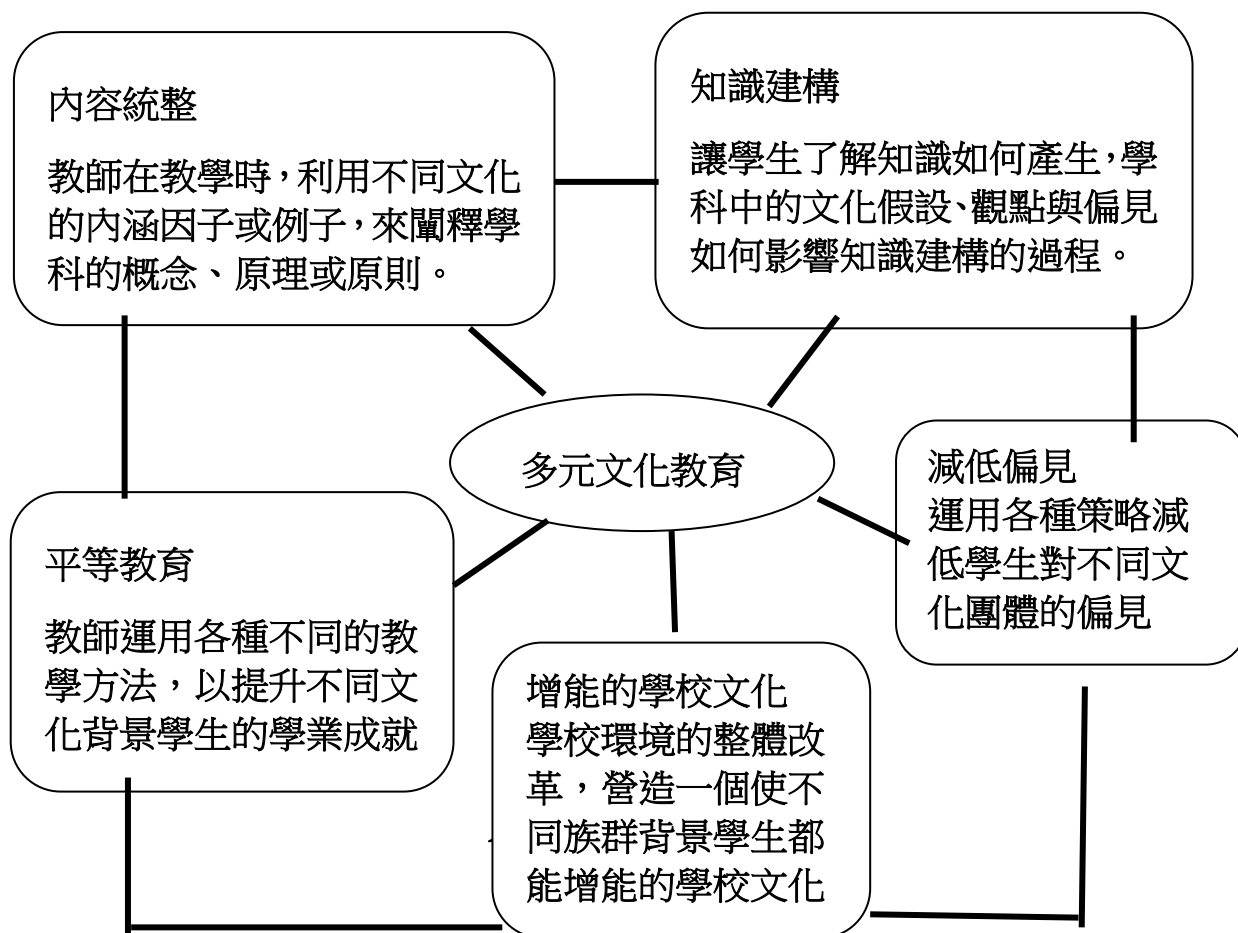 內容統整
教師在教學時，利用不同文化
的內涵因子或例子，來闡釋學
科的概念、原理或原則。
知識建構
讓學生了解知識如何產生，學
科中的文化假設、觀點與偏見
如何影響知識建構的過程。
多元文化教育
減低偏見
運用各種策略減
低學生對不同文
化團體的偏見
平等教育
教師運用各種不同的教
學方法，以提升不同文
化背景學生的學業成就
增能的學校文化
學校環境的整體改
革，營造一個使不
同族群背景學生都
能增能的學校文化